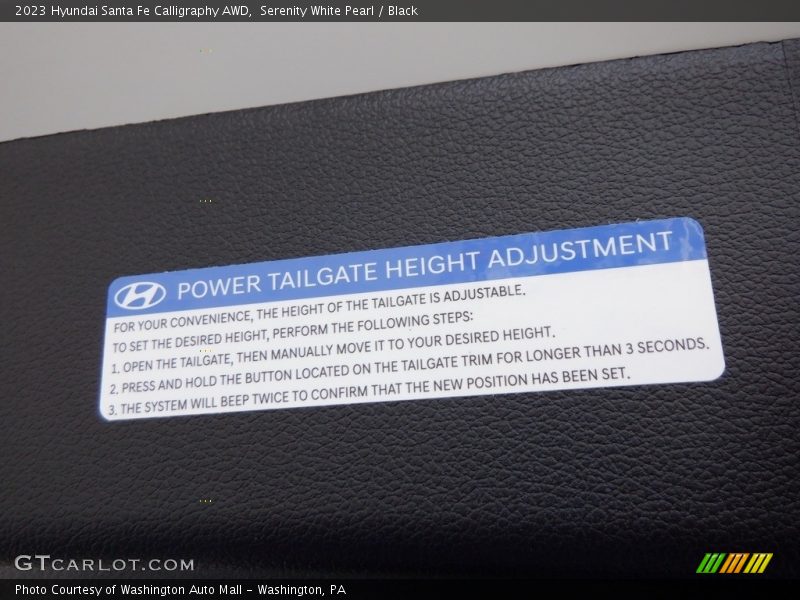 2023 Hyundai Santa Fe Calligraphy AWD,  Serenity White Pearl / Black
POWER TAILGATE HEIGHT ADJUSTMENT
FOR YOUR CONVENIENCE, THE HEIGHT OF THE TAILGATE IS ADJUSTABLE.
TO SET THE DESIRED HEIGHT, PERFORM THE FOLLOWING STEPS:
1. OPEN THE TAILGATE, THEN MANUALLY MOVE IT TO YOUR DESIRED HEIGHT.
2. PRESS AND HOLD THE BUTTON LOCATED ON THE TAILGATE TRIM FOR LONGER THAN 3 SECONDS.
3. THE SYSTEM WILL BEEP TWICE TO CONFIRM THAT THE NEW POSITION HAS BEEN SET.
GTCARLOT.COM
Photo Courtesy of Washington Auto Mall – Washington, PA